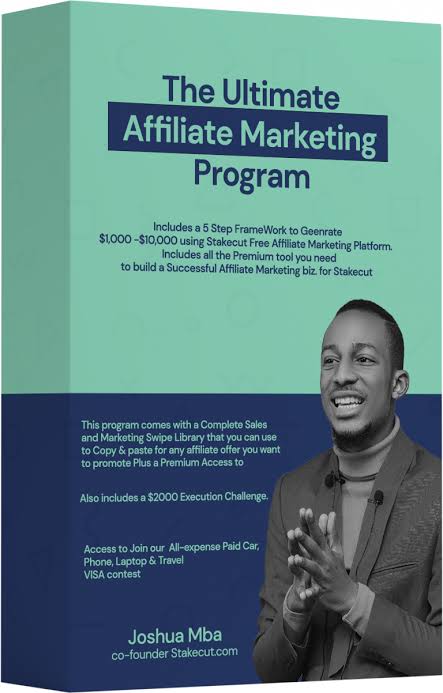 The Ultimate
Affiliate Marketing
Program
Includes a 5 Step FrameWork to Geenrate
$1,000 -$10,000 using Stakecut Free Affiliate Marketing Platform.
Includes all the Premium tool you need
to build a Successful Affiliate Marketing biz. for Stakecut
This program comes with a Complete Sales
and Marketing Swipe Library that you can use
to Copy & paste for any affiliate offer you want
to promote Plus a Premium Access to
Also includes a $2000 Execution Challenge.
Access to Join our All-expense Paid Car,
Phone, Laptop & Travel
VISA contest
Joshua Mba
co-founder Stakecut.com